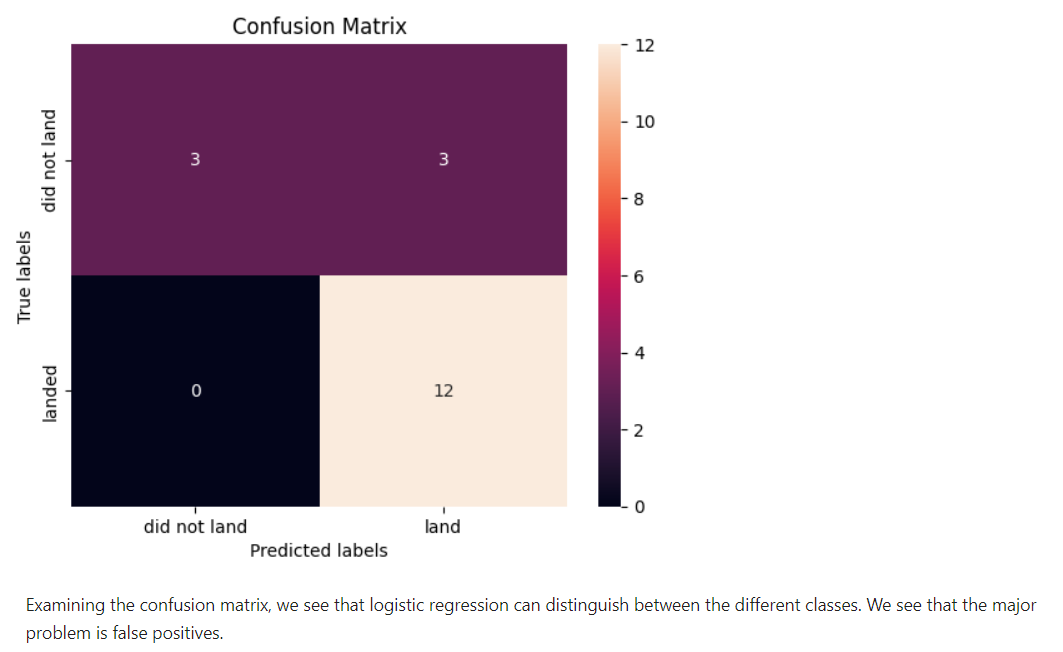 Confusion Matrix
12
10
8
6
4
2
0
did not land
landed
True labels
3 3
0 12
did not land land
Predicted labels
Examining the confusion matrix, we see that logistic regression can distinguish between the different classes. We see that the major
problem is false positives.